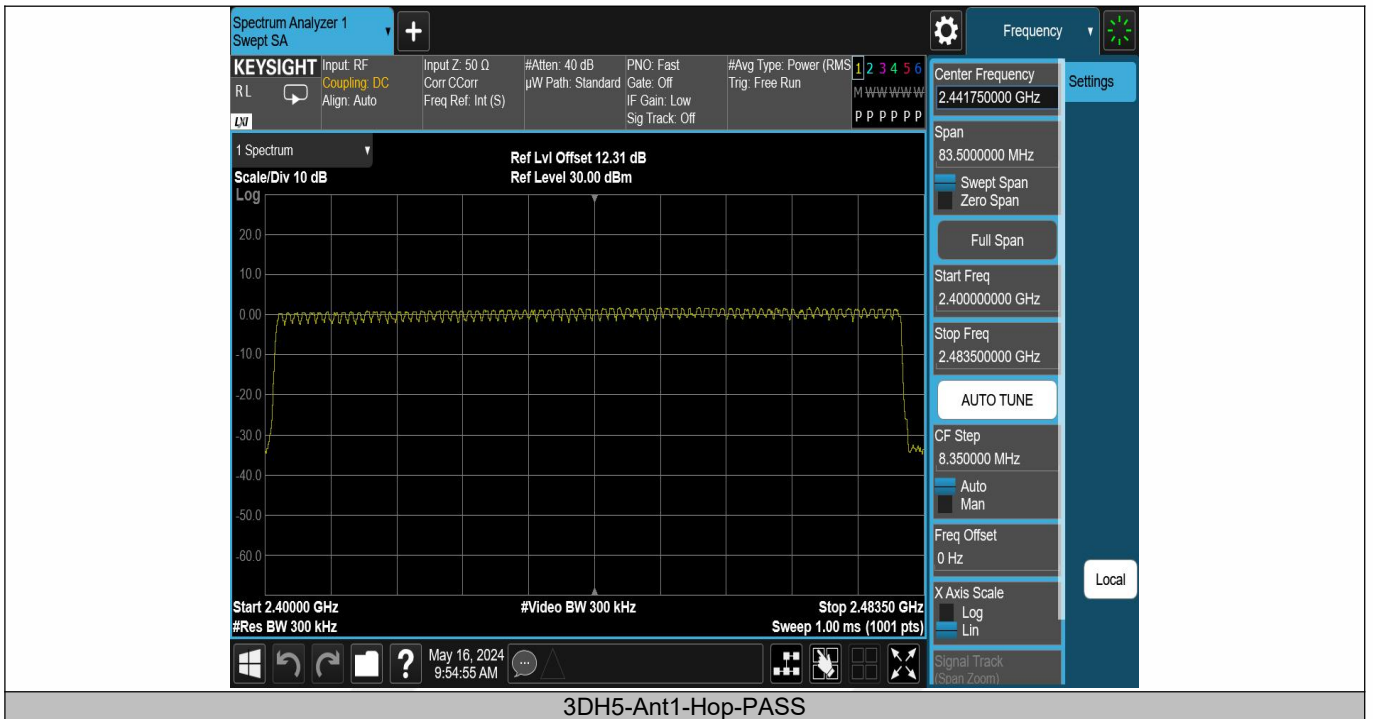 Spectrum Analyzer 1
Swept SA
+
Frequency
KEYSIGHT
RL
LXI
Input: RF
Coupling: DC
Align: Auto
Input Z: 50 Ω
Corr CCorr
Freq Ref: Int (S)
#Atten: 40 dB
µW Path: Standard
PNO: Fast
Gate: Off
IF Gain: Low
Sig Track: Off
#Avg Type: Power (RMS
Trig: Free Run
1 2 3 4 5 6
M W W W W W
P P P P P P
1 Spectrum
Scale/Div 10 dB
Ref Lvl Offset 12.31 dB
Ref Level 30.00 dBm
Log
20.0
10.0
0.00
-10.0
-20.0
-30.0
-40.0
-50.0
-60.0
Start 2.40000 GHz
#Res BW 300 kHz
#Video BW 300 kHz
Stop 2.48350 GHz
Sweep 1.00 ms (1001 pts)
Center Frequency
2.441750000 GHz
Settings
Span
83.5000000 MHz
Swept Span
Zero Span
Full Span
Start Freq
2.400000000 GHz
Stop Freq
2.483500000 GHz
AUTO TUNE
CF Step
8.350000 MHz
Auto
Man
Freq Offset
0 Hz
X Axis Scale
Log
Lin
Signal Track
(Span Zoom)
Local
?
May 16, 2024
9:54:55 AM
3DH5-Ant1-Hop-PASS